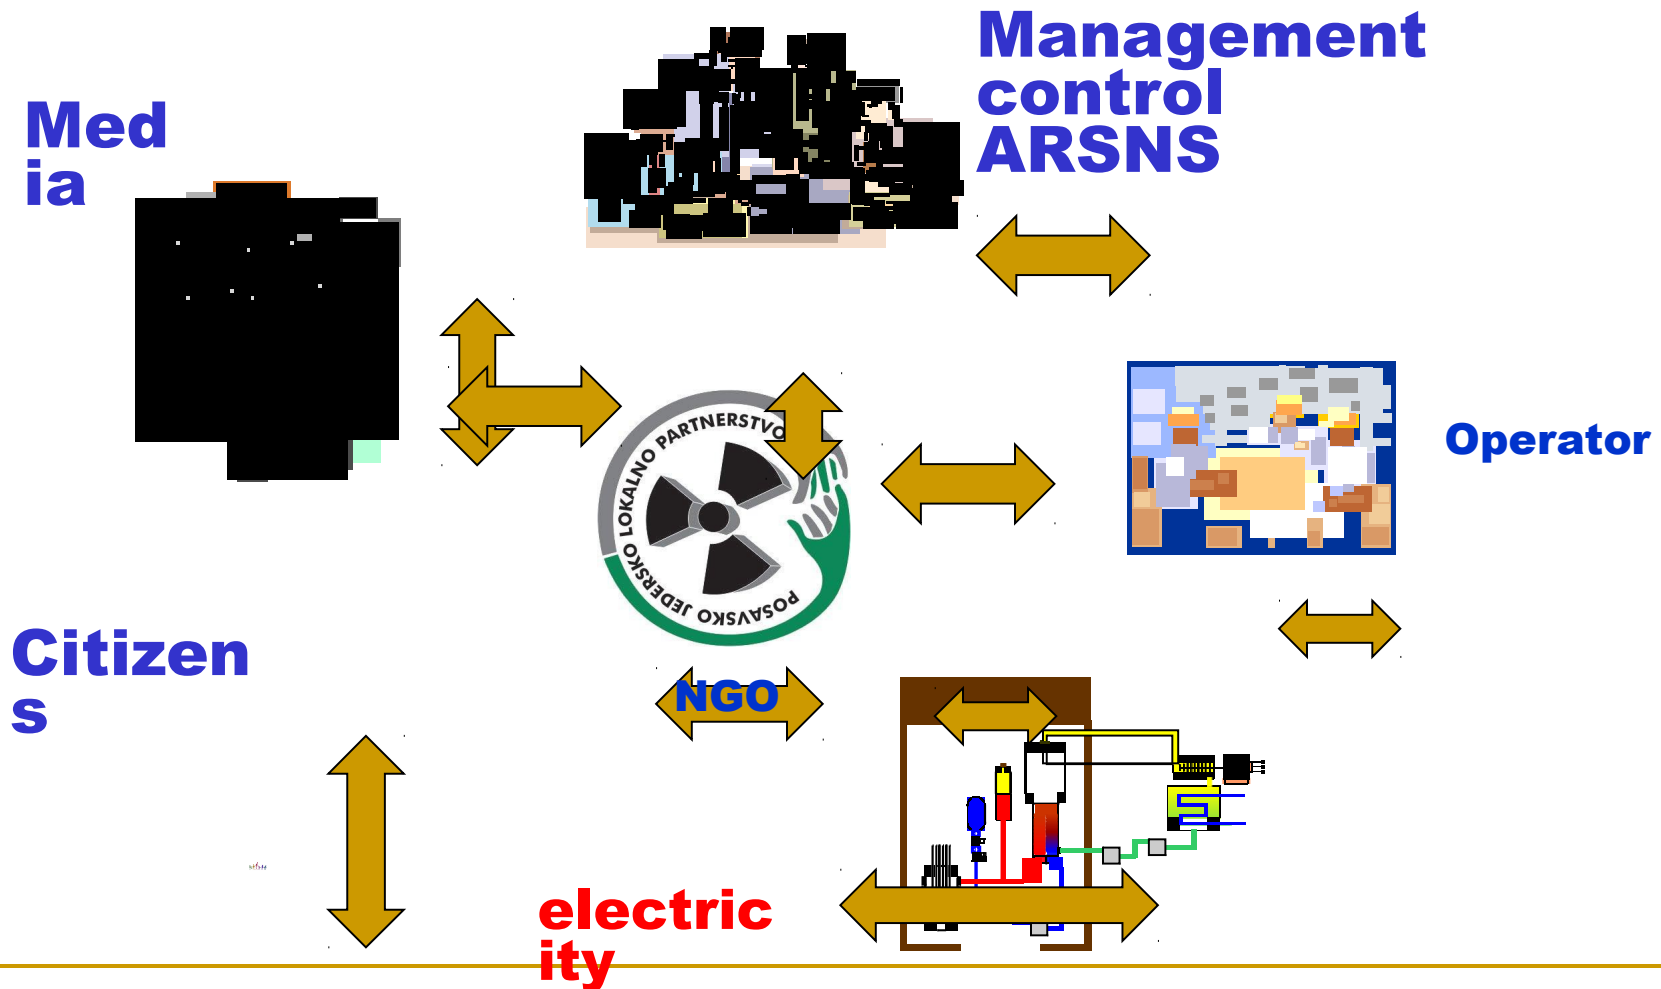 Management
control
ARSNS
Med
ia
Operator
LOKALNO PARTNERSTVO
POSAVSKO JEDERSKO
Citizen
s
NGO
electric
ity